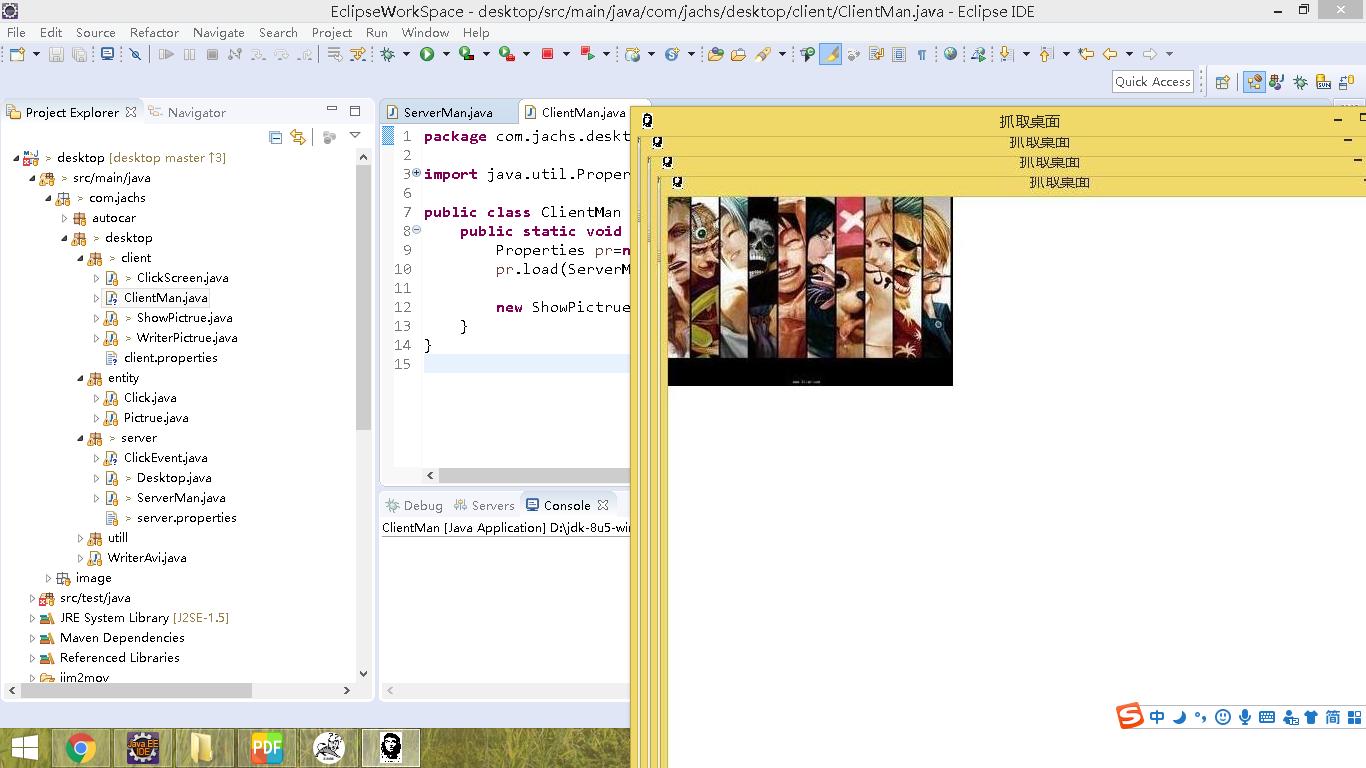 EclipseWorkSpace - desktop/src/main/java/com/jachs/desktop/client/ClientMan.java - Eclipse IDE
File Edit Source Refactor Navigate Search Project Run Window Help
Quick Access
Project Explorer Navigator
> desktop [desktop master ↑3]
> src/main/java
> com.jachs
autocar
> desktop
> client
> ClickScreen.java
ClientMan.java
> ShowPictrue.java
> WriterPictrue.java
client.properties
entity
Click.java
Pictrue.java
> server
ClickEvent.java
> Desktop.java
> ServerMan.java
> server.properties
utill
WriterAvi.java
image
src/test/java
JRE System Library [J2SE-1.5]
Maven Dependencies
Referenced Libraries
jim2mov
ServerMan.java ClientMan.java
1 package com.jachs.deskt
2
3 import java.util.Proper
6
7 public class ClientMan
8 public static void
9 Properties pr=n
10 pr.load(ServerM
11
12 new ShowPictrue
13 }
14 }
15
Debug Servers Console
ClientMan [Java Application] D:\jdk-8u5-wi
抓取桌面
抓取桌面
抓取桌面
抓取桌面
中 简
Java EE
IDE
PDF